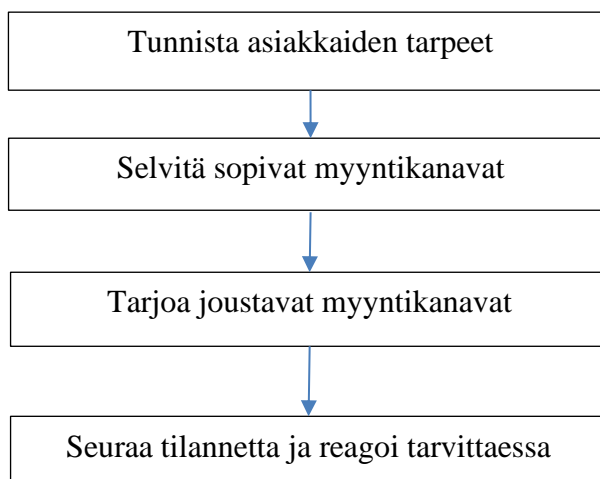 Tunnista asiakkaiden tarpeet
Selvitä sopivat myyntikanavat
Tarjoa joustavat myyntikanavat
Seuraa tilannetta ja reagoi tarvittaessa